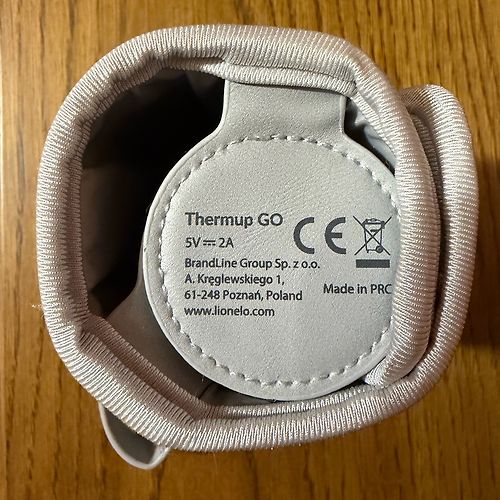 Thermup GO
5V ⎓ 2A
BrandLine Group Sp. z o.o.
A. Kręglewskiego 1,
61-248 Poznań, Poland
www.lionelo.com
CE
Made in PRC